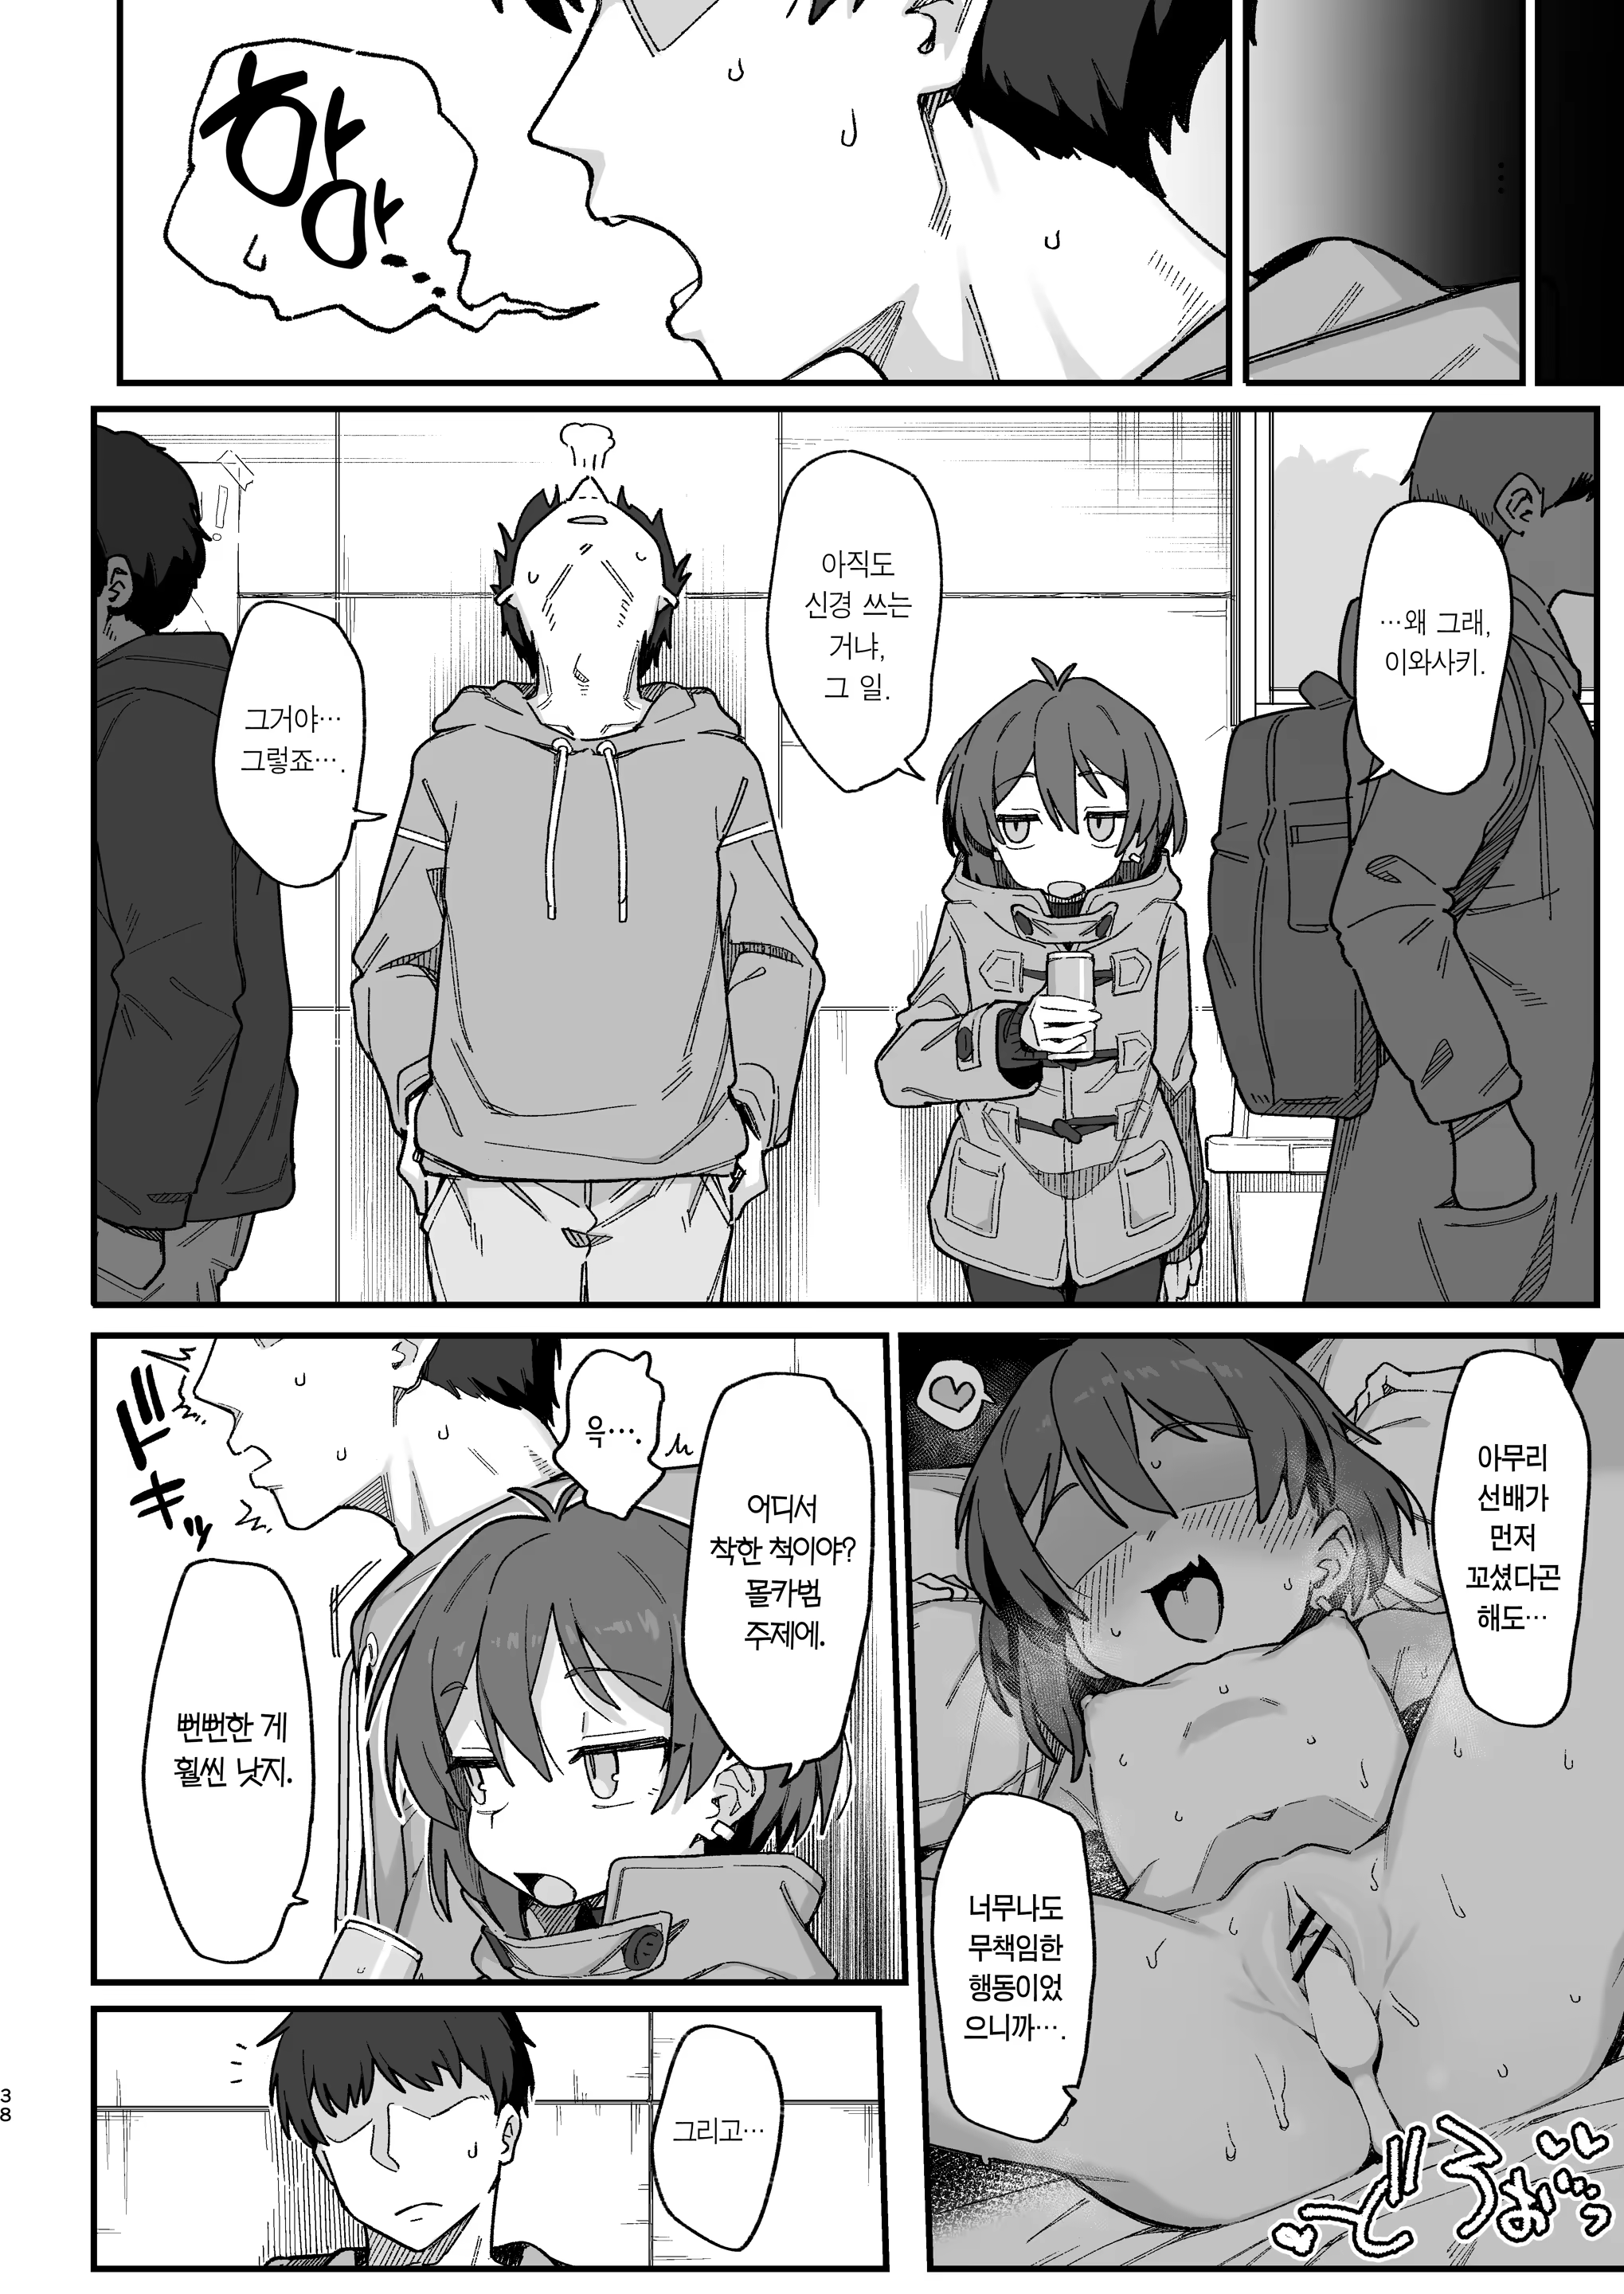 …
하아…
…왜 그래,
이와사키.
아직도
신경 쓰는
거냐,
그 일.
그거야…
그렇죠….
아무리
선배가
먼저
꼬셨다곤
해도…
너무나도
무책임한
행동이었
으니까….
어디서
착한 척이야?
몰카범
주제에.
윽….
ドキッ
뻔뻔한 게
훨씬 낫지.
그리고…
38